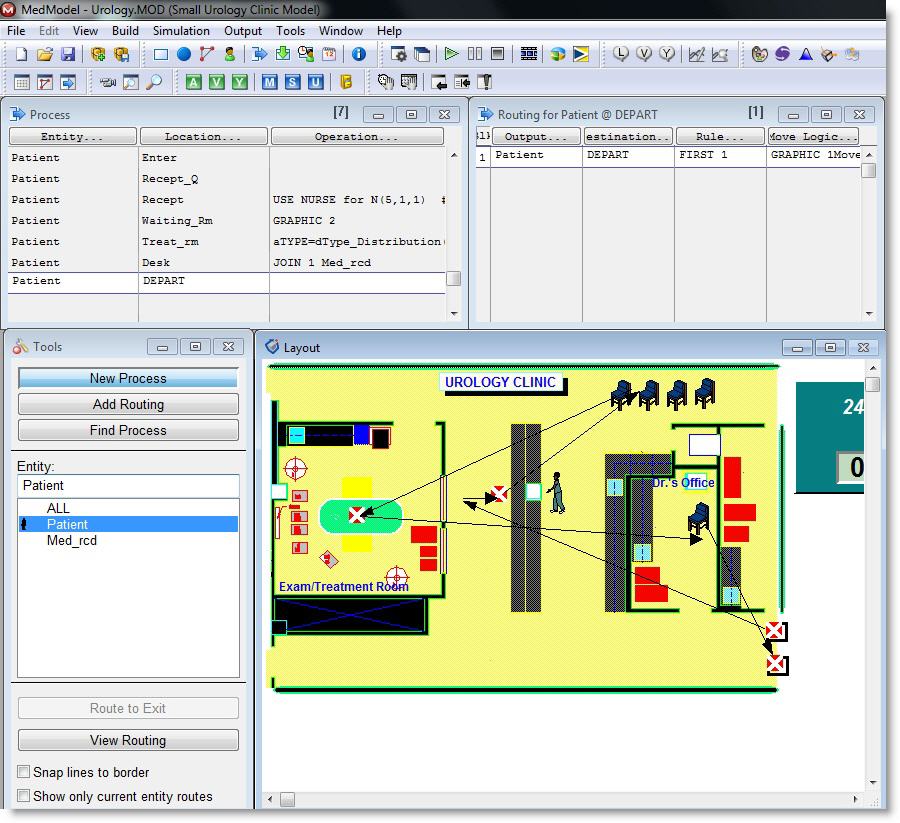 MedModel - Urology.MOD (Small Urology Clinic Model)
File Edit View Build Simulation Output Tools Window Help
A V Y M S U
Process [7]
Entity... Location... Operation...
Patient Enter
Patient Recept_Q
Patient Recept USE NURSE for N(5,1,1) #
Patient Waiting_Rm GRAPHIC 2
Patient Treat_rm aTYPE=dType_Distribution(
Patient Desk JOIN 1 Med_rcd
Patient DEPART
Routing for Patient @ DEPART [1]
Output... estination... Rule... Move Logic...
1 Patient DEPART FIRST 1 GRAPHIC 1Move
Tools
New Process
Add Routing
Find Process
Entity:
Patient
ALL
Patient
Med_rcd
Route to Exit
View Routing
Snap lines to border
Show only current entity routes
Layout
UROLOGY CLINIC
24
0
Dr.'s Office
Exam/Treatment Room